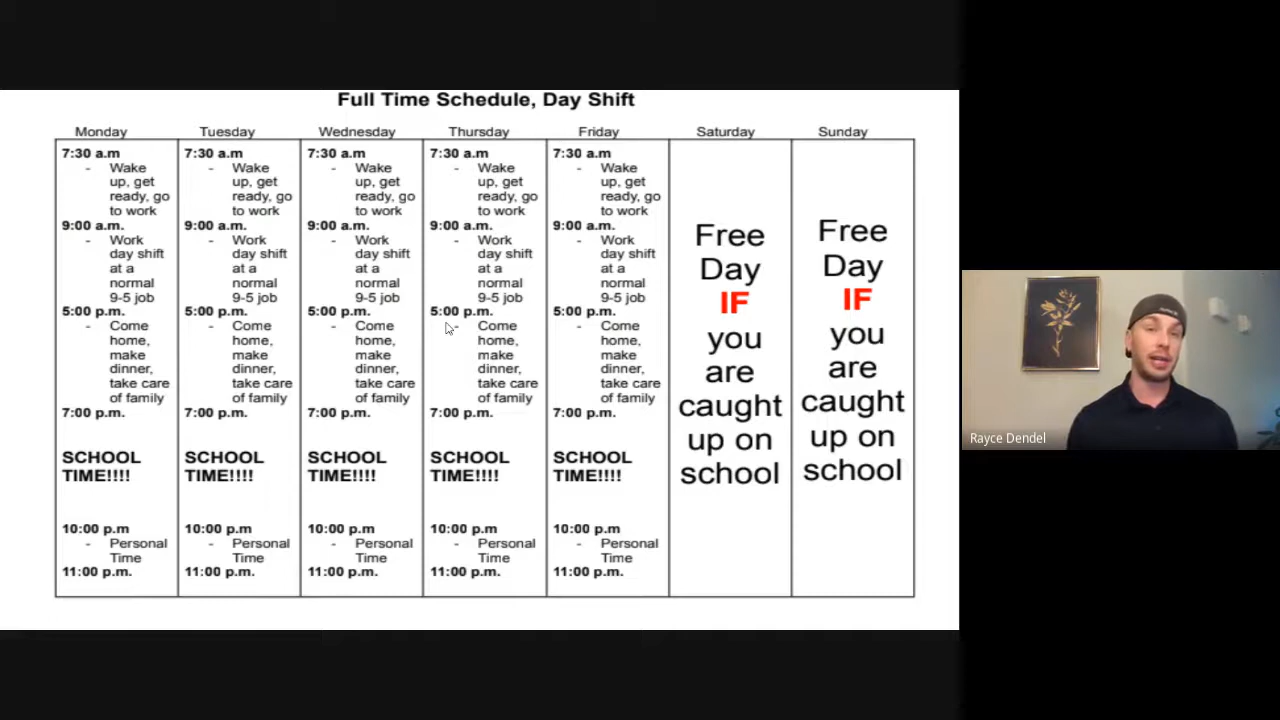 Full Time Schedule, Day Shift
Monday Tuesday Wednesday Thursday Friday Saturday Sunday
7:30 a.m
- Wake
up, get
ready, go
to work
9:00 a.m.
- Work
day shift
at a
normal
9-5 job
5:00 p.m.
- Come
home,
make
dinner,
take care
of family
7:00 p.m.
SCHOOL
TIME!!!!
10:00 p.m
- Personal
Time
11:00 p.m.
7:30 a.m
- Wake
up, get
ready, go
to work
9:00 a.m.
- Work
day shift
at a
normal
9-5 job
5:00 p.m.
- Come
home,
make
dinner,
take care
of family
7:00 p.m.
SCHOOL
TIME!!!!
10:00 p.m
- Personal
Time
11:00 p.m.
7:30 a.m
- Wake
up, get
ready, go
to work
9:00 a.m.
- Work
day shift
at a
normal
9-5 job
5:00 p.m.
- Come
home,
make
dinner,
take care
of family
7:00 p.m.
SCHOOL
TIME!!!!
10:00 p.m
- Personal
Time
11:00 p.m.
7:30 a.m
- Wake
up, get
ready, go
to work
9:00 a.m.
- Work
day shift
at a
normal
9-5 job
5:00 p.m.
- Come
home,
make
dinner,
take care
of family
7:00 p.m.
SCHOOL
TIME!!!!
10:00 p.m
- Personal
Time
11:00 p.m.
7:30 a.m
- Wake
up, get
ready, go
to work
9:00 a.m.
- Work
day shift
at a
normal
9-5 job
5:00 p.m.
- Come
home,
make
dinner,
take care
of family
7:00 p.m.
SCHOOL
TIME!!!!
10:00 p.m
- Personal
Time
11:00 p.m.
Free
Day
IF
you
are
caught
up on
school
Free
Day
IF
you
are
caught
up on
school
Rayce Dendel